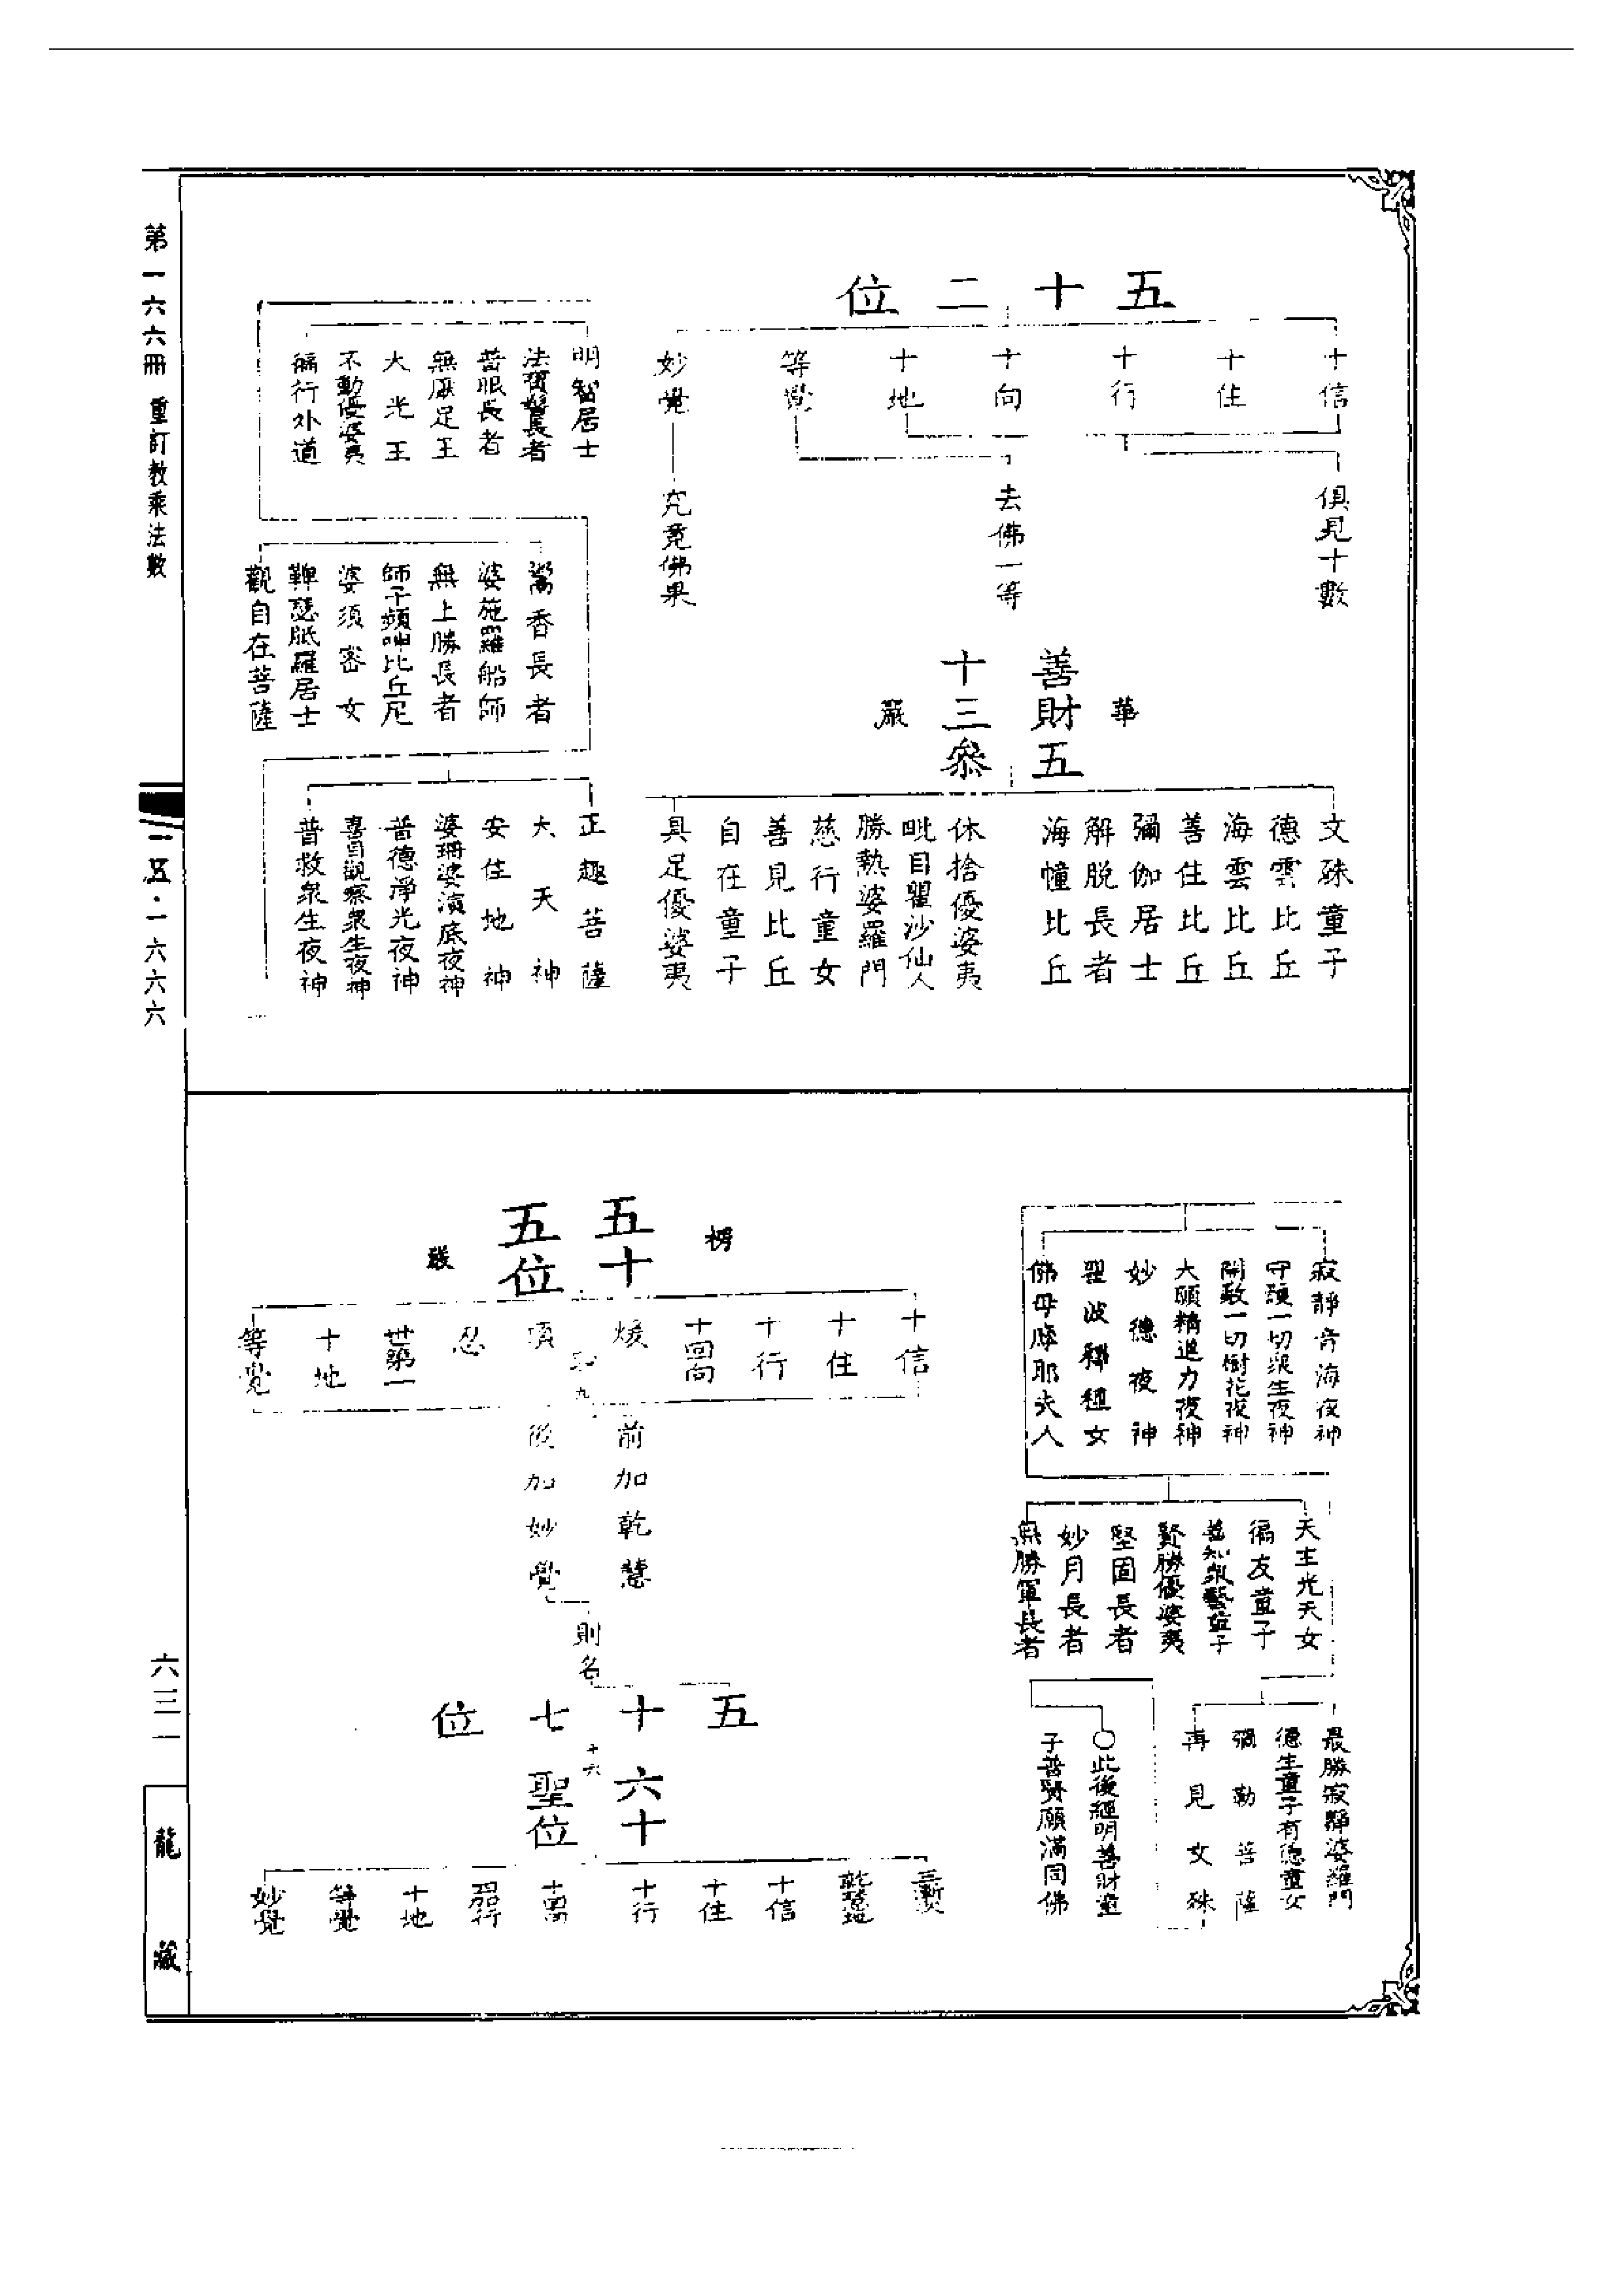 五十二位
十信
十住
十行
十向
十地
等覺
妙覺
俱見十數
去佛一等
究竟佛果
華
善財五
十三叅
嚴
文殊童子
德雲比丘
海雲比丘
善住比丘
彌伽居士
解脱長者
海幢比丘
休捨優婆夷
毗目瞿沙仙人
勝熱婆羅門
慈行童女
善見比丘
自在童子
具足優婆夷
明智居士
法寶髻長者
普眼長者
無厭足王
大光王
不動優婆夷
徧行外道
鬻香長者
婆施羅船師
無上勝長者
師子頻呻比丘尼
婆須密女
鞞瑟胝羅居士
觀自在菩薩
正趣菩薩
大天神
安住地神
婆珊婆演底夜神
普德淨光夜神
喜目觀察衆生夜神
普救衆生夜神
寂靜音海夜神
守護一切衆生夜神
開敷一切樹花夜神
大願精進力夜神
妙德夜神
瞿波釋種女
佛母摩耶夫人
天主光天女
徧友童子
善知衆藝童子
賢勝優婆夷
堅固長者
妙月長者
無勝軍長者
最勝寂靜婆羅門
德生童子有德童女
彌勒菩薩
再見文殊
○此後經明善財童
子普賢願滿同佛
楞
五十
五位
嚴
十信
十住
十行
十回向
煖
頂
忍
世第一
十地
等覺
前加乾慧
後加妙覺
則名
五十七位
六十
聖位
十六
三漸次
乾慧地
十信
十住
十行
十回向
四加行
十地
等覺
妙覺
第一六六冊 重訂教乘法數
一五·一六六六
六三一
龍藏